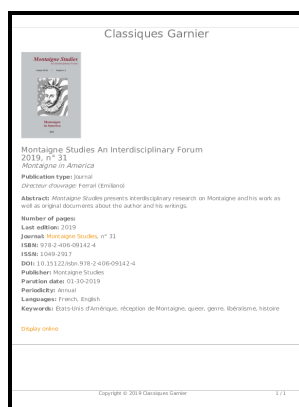 Classiques Garnier
Montaigne Studies
Montaigne
in America
Montaigne Studies An Interdisciplinary Forum
2019, n° 31
Montaigne in America
Publication type: Journal
Directeur d'ouvrage: Ferrari (Emiliano)
Abstract: Montaigne Studies presents interdisciplinary research on Montaigne and his work as
well as original documents about the author and his writings.
Number of pages:
Last edition: 2019
Journal: Montaigne Studies, n° 31
ISBN: 978-2-406-09142-4
ISSN: 1049-2917
DOI: 10.15122/isbn.978-2-406-09142-4
Publisher: Montaigne Studies
Parution date: 01-30-2019
Periodicity: Annual
Languages: French, English
Keywords: États-Unis d'Amérique, réception de Montaigne, queer, genre, libéralisme, histoire
Display online
Copyright © 2019 Classiques Garnier
1 / 1